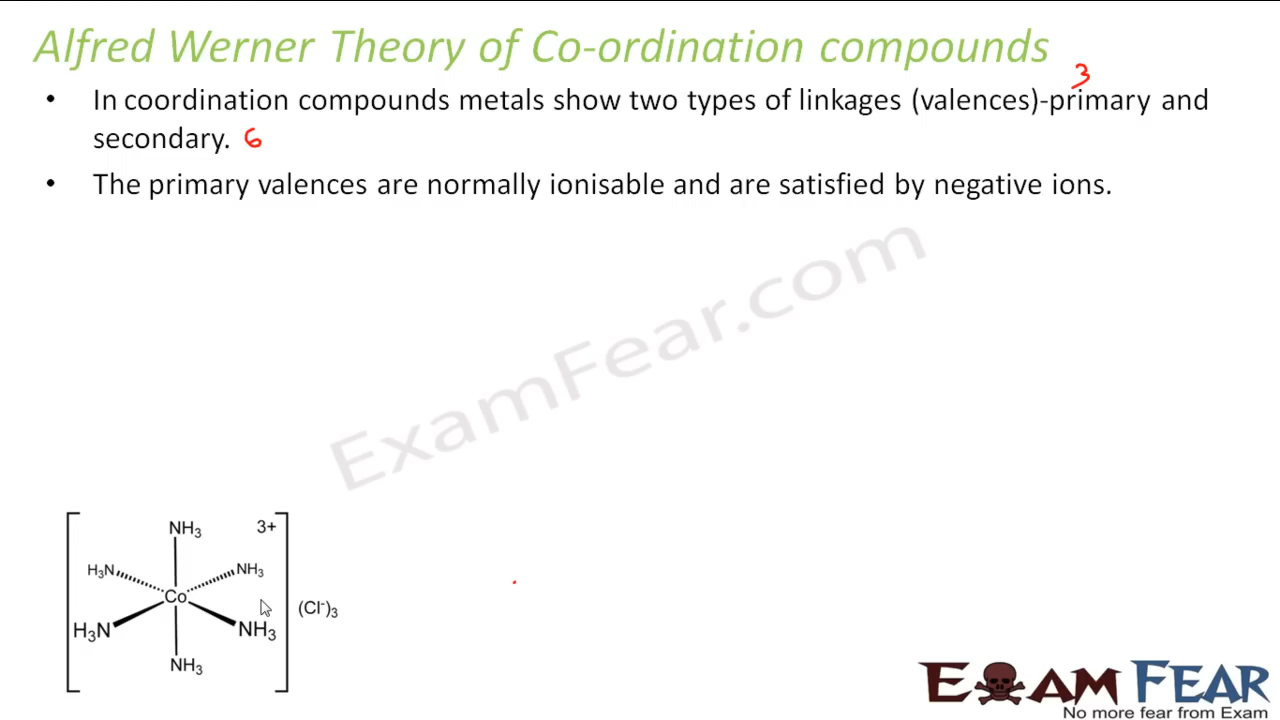 Alfred Werner Theory of Co-ordination compounds
3
• In coordination compounds metals show two types of linkages (valences)-primary and
secondary. 6
• The primary valences are normally ionisable and are satisfied by negative ions.
ExamFear.com
NH₃ 3+
H₃N NH₃
Co
(Cl⁻)₃
H₃N NH₃
NH₃
EXAM FEAR
No more fear from Exam